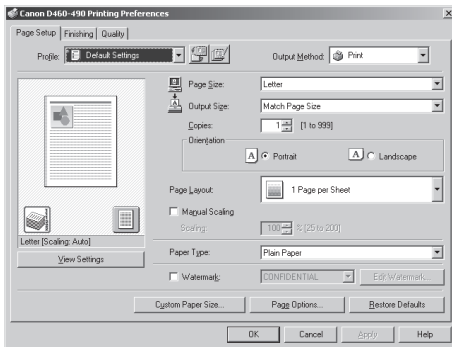 Canon D460-490 Printing Preferences
Page Setup Finishing Quality
Profile: Default Settings Output Method: Print
Page Size: Letter
Output Size: Match Page Size
Copies: 1 [1 to 999]
Orientation
A Portrait A Landscape
Page Layout: 1 Page per Sheet
Manual Scaling
Scaling: 100 % [25 to 200]
Letter [Scaling: Auto]
View Settings
Paper Type: Plain Paper
Watermark: CONFIDENTIAL Edit Watermark...
Custom Paper Size... Page Options... Restore Defaults
OK Cancel Apply Help